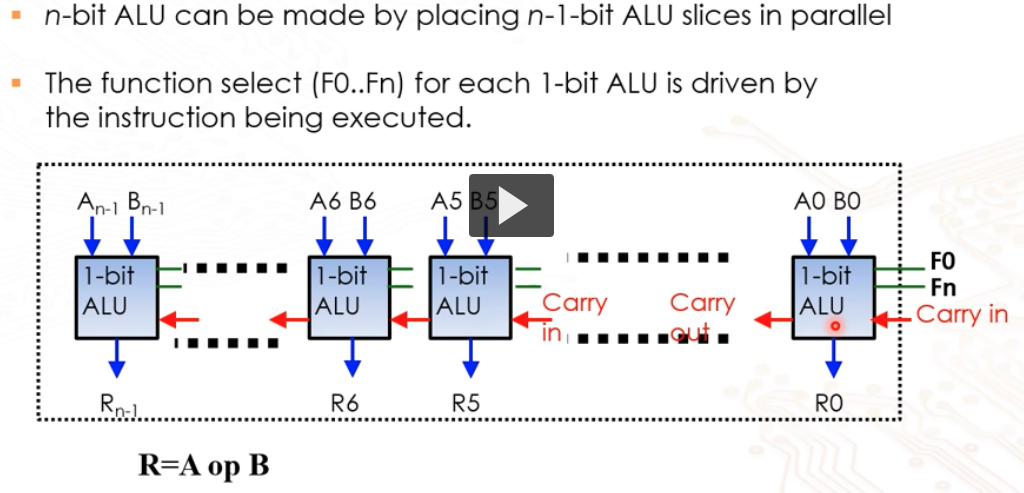 n-bit ALU can be made by placing n-1-bit ALU slices in parallel
The function select (F0..Fn) for each 1-bit ALU is driven by
the instruction being executed.
An-1 Bn-1 A6 B6 A5 B5 A0 B0
1-bit 1-bit 1-bit 1-bit F0
ALU ALU ALU ALU Fn
Carry Carry Carry in
in out
Rn-1 R6 R5 R0
R=A op B